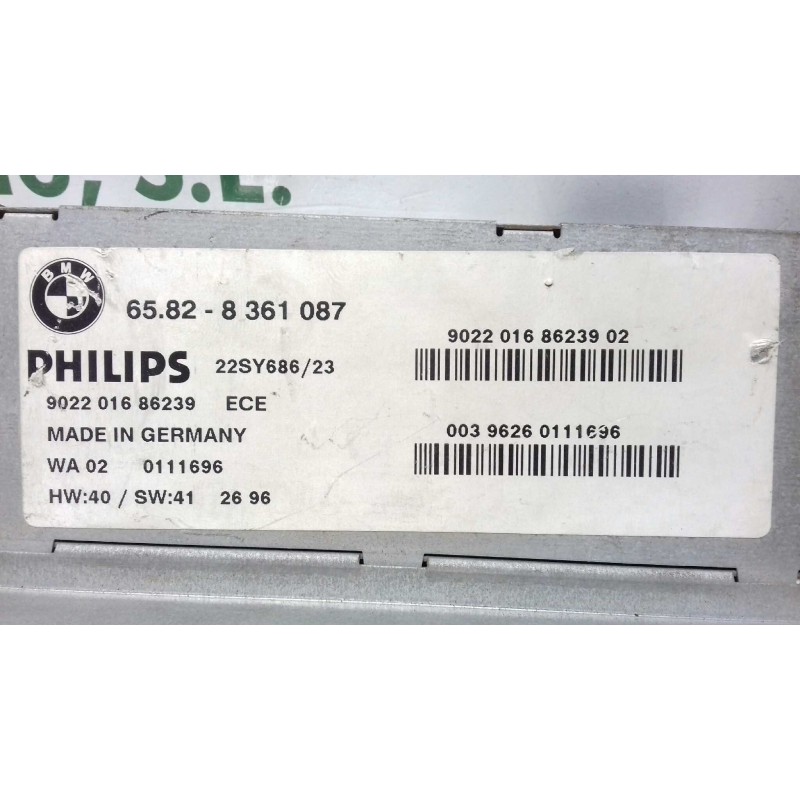 S.L.
BMW
65.82 - 8 361 087
PHILIPS 22SY686/23
9022 016 86239 ECE
MADE IN GERMANY
WA 02 0111696
HW:40 / SW:41 26 96
9022 016 86239 02
003 9626 0111696